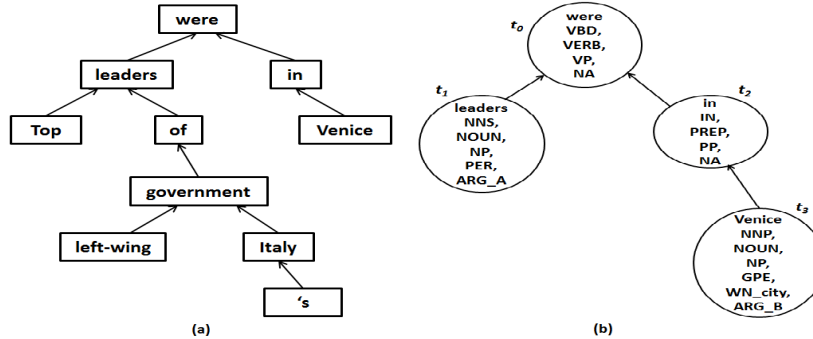 were
leaders
in
Top
of
Venice
government
left-wing
Italy
's
(a)
t0
were
VBD,
VERB,
VP,
NA
t1
leaders
NNS,
NOUN,
NP,
PER,
ARG_A
t2
in
IN,
PREP,
PP,
NA
t3
Venice
NNP,
NOUN,
NP,
GPE,
WN_city,
ARG_B
(b)